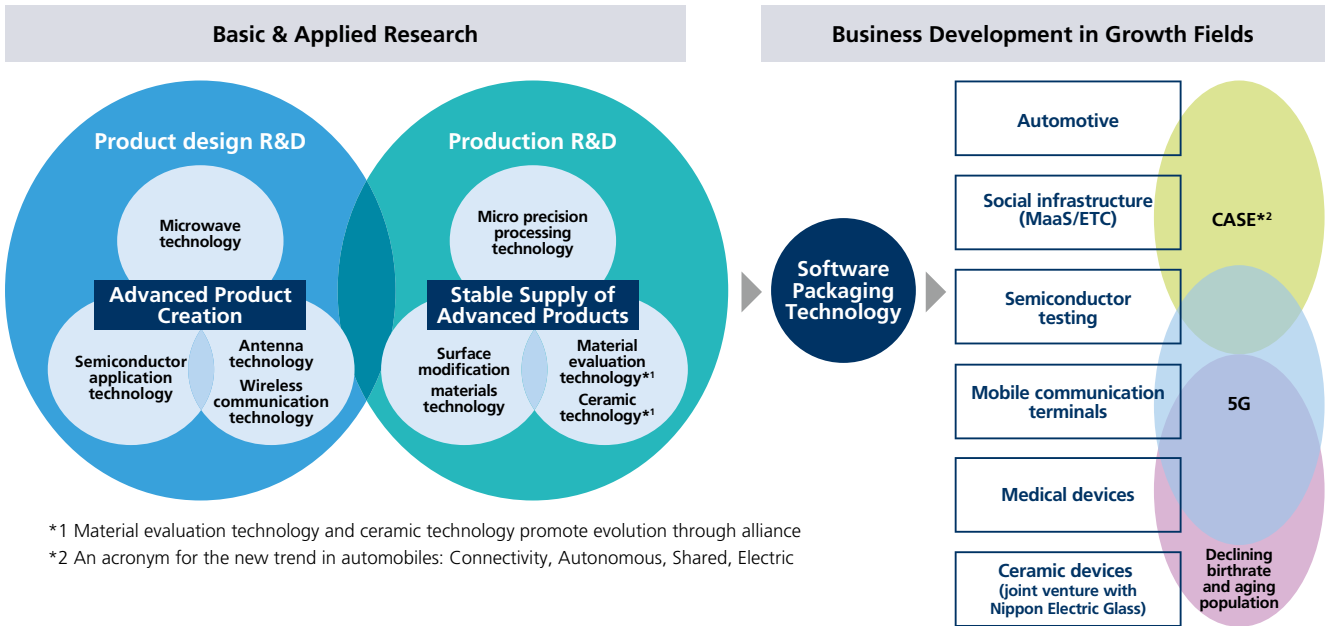 Basic & Applied Research
Product design R&D
Microwave
technology
Advanced Product
Creation
Semiconductor
application
technology
Antenna
technology
Wireless
communication
technology
Production R&D
Micro precision
processing
technology
Stable Supply of
Advanced Products
Surface
modification
materials
technology
Material
evaluation
technology*1
Ceramic
technology*1
Software
Packaging
Technology
Business Development in Growth Fields
Automotive
Social infrastructure
(MaaS/ETC)
Semiconductor
testing
Mobile communication
terminals
Medical devices
Ceramic devices
(joint venture with
Nippon Electric Glass)
CASE*2
5G
Declining
birthrate
and aging
population
*1 Material evaluation technology and ceramic technology promote evolution through alliance
*2 An acronym for the new trend in automobiles: Connectivity, Autonomous, Shared, Electric